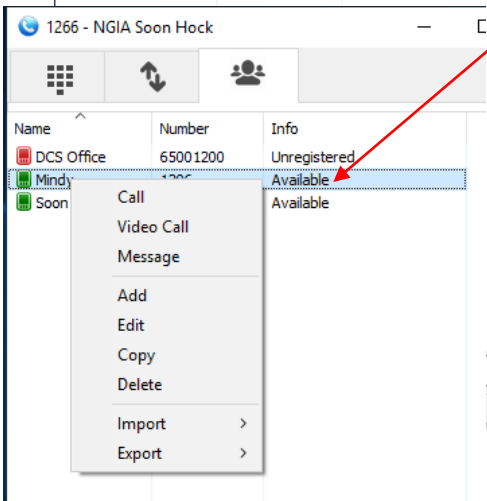 1266 - NGIA Soon Hock
Name Number Info
DCS Office 65001200 Unregistered
Mindy Available
Soon Available
Call
Video Call
Message
Add
Edit
Copy
Delete
Import
Export